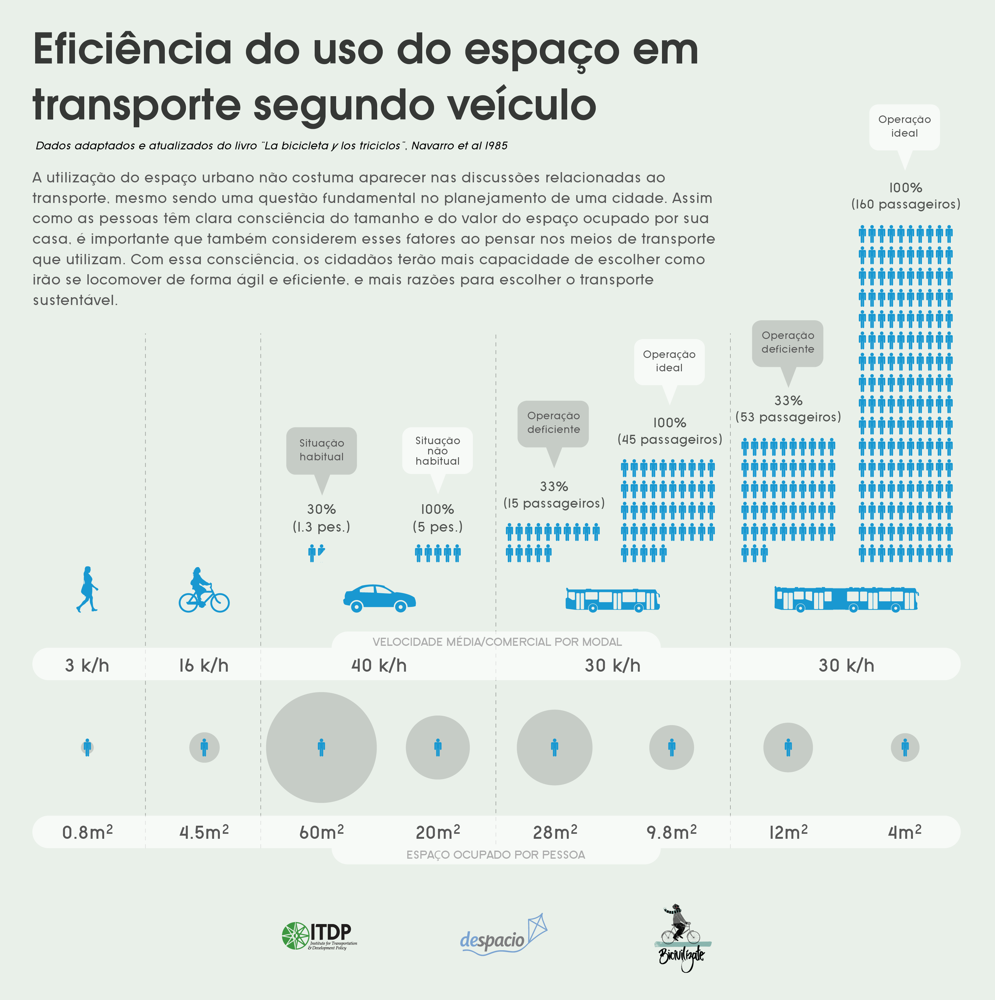 Eficiência do uso do espaço em
transporte segundo veículo
Dados adaptados e atualizados do livro ¨La bicicleta y los triciclos¨, Navarro et al 1985
A utilização do espaço urbano não costuma aparecer nas discussões relacionadas ao
transporte, mesmo sendo uma questão fundamental no planejamento de uma cidade. Assim
como as pessoas têm clara consciência do tamanho e do valor do espaço ocupado por sua
casa, é importante que também considerem esses fatores ao pensar nos meios de transporte
que utilizam. Com essa consciência, os cidadãos terão mais capacidade de escolher como
irão se locomover de forma ágil e eficiente, e mais razões para escolher o transporte
sustentável.
Situação
habitual
30%
(1.3 pes.)
Situação
não
habitual
100%
(5 pes.)
Operação
deficiente
33%
(15 passageiros)
Operação
ideal
100%
(45 passageiros)
Operação
deficiente
33%
(53 passageiros)
Operação
ideal
100%
(160 passageiros)
VELOCIDADE MÉDIA/COMERCIAL POR MODAL
3 k/h 16 k/h 40 k/h 30 k/h 30 k/h
0.8m² 4.5m² 60m² 20m² 28m² 9.8m² 12m² 4m²
ESPAÇO OCUPADO POR PESSOA
ITDP
Institute for Transportation
& Development Policy
despacio
Bicivilízate